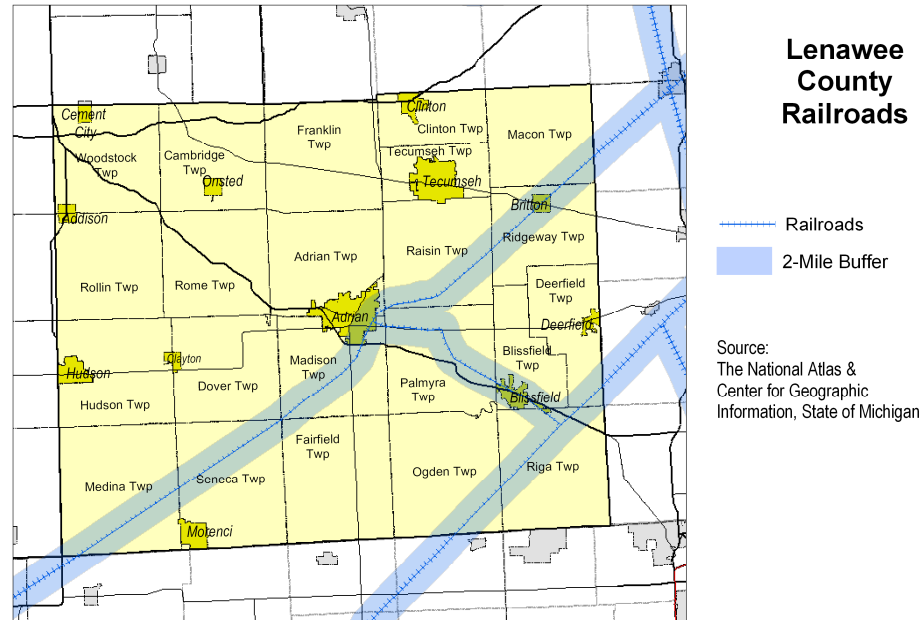 Lenawee
County
Railroads
Cement
City
Clinton
Franklin
Twp
Clinton Twp
Macon Twp
Woodstock
Twp
Cambridge
Twp
Tecumseh Twp
Onsted
Tecumseh
Addison
Britton
Adrian Twp
Raisin Twp
Ridgeway Twp
Rollin Twp
Rome Twp
Deerfield
Twp
Adrian
Deerfield
Hudson
Clayton
Madison
Twp
Blissfield
Twp
Dover Twp
Palmyra
Twp
Hudson Twp
Blissfield
Fairfield
Twp
Medina Twp
Seneca Twp
Ogden Twp
Riga Twp
Morenci
Railroads
2-Mile Buffer
Source:
The National Atlas &
Center for Geographic
Information, State of Michigan